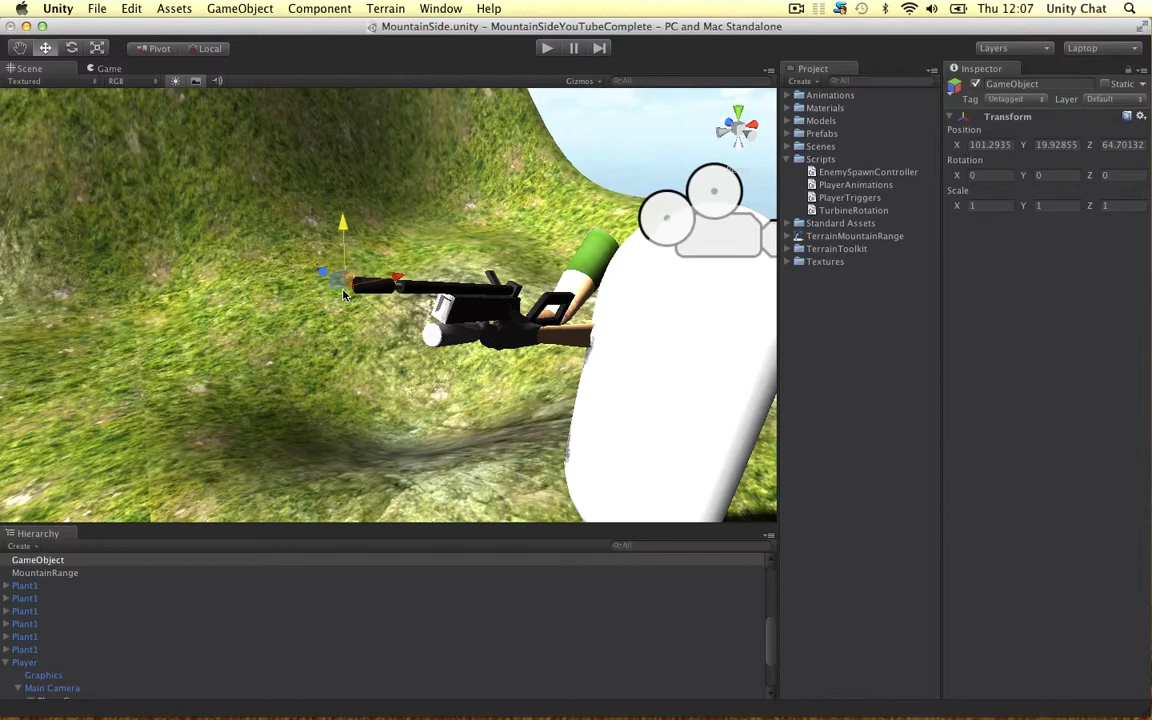 Unity File Edit Assets GameObject Component Terrain Window Help Thu 12:07 Unity Chat
MountainSide.unity - MountainSideYouTubeComplete - PC and Mac Standalone
Pivot Local Layers Laptop
Scene Game Project Inspector
Textured RGB Gizmos All Create All
GameObject Static
Tag Untagged Layer Default
Transform
Position
X 101.2935 Y 19.92855 Z 64.70132
Rotation
X 0 Y 0 Z 0
Scale
X 1 Y 1 Z 1
Animations
Materials
Models
Prefabs
Scenes
Scripts
EnemySpawnController
PlayerAnimations
PlayerTriggers
TurbineRotation
Standard Assets
TerrainMountainRange
TerrainToolkit
Textures
Hierarchy
Create All
GameObject
MountainRange
Plant1
Plant1
Plant1
Plant1
Plant1
Plant1
Player
Graphics
Main Camera